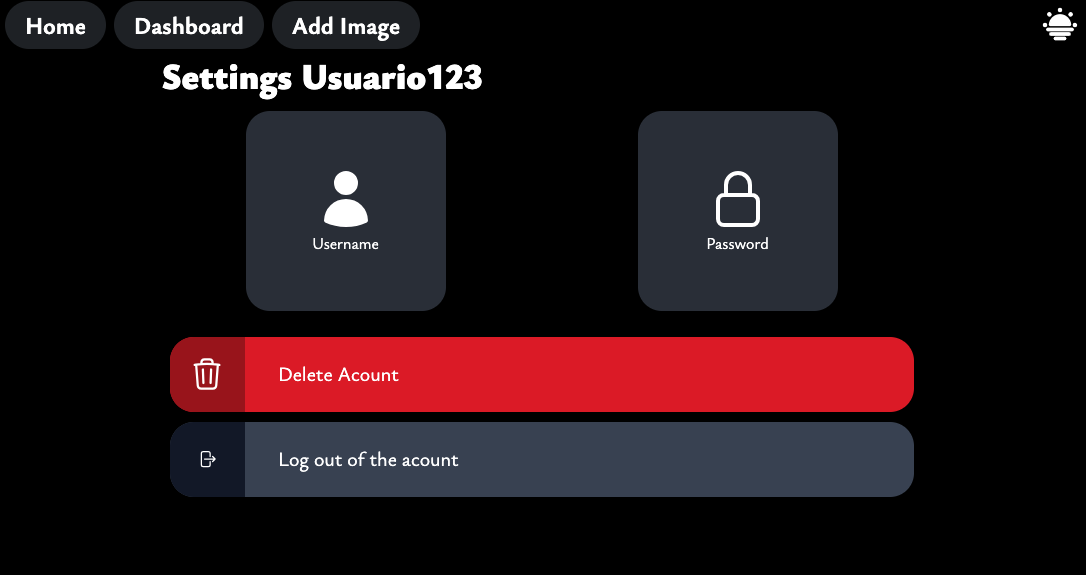 Home Dashboard Add Image
Settings Usuario123
Username Password
Delete Acount
Log out of the acount